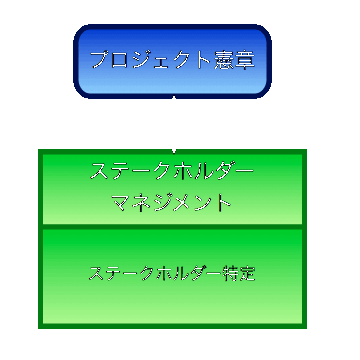 プロジェクト憲章
ステークホルダー
マネジメント
ステークホルダー特定